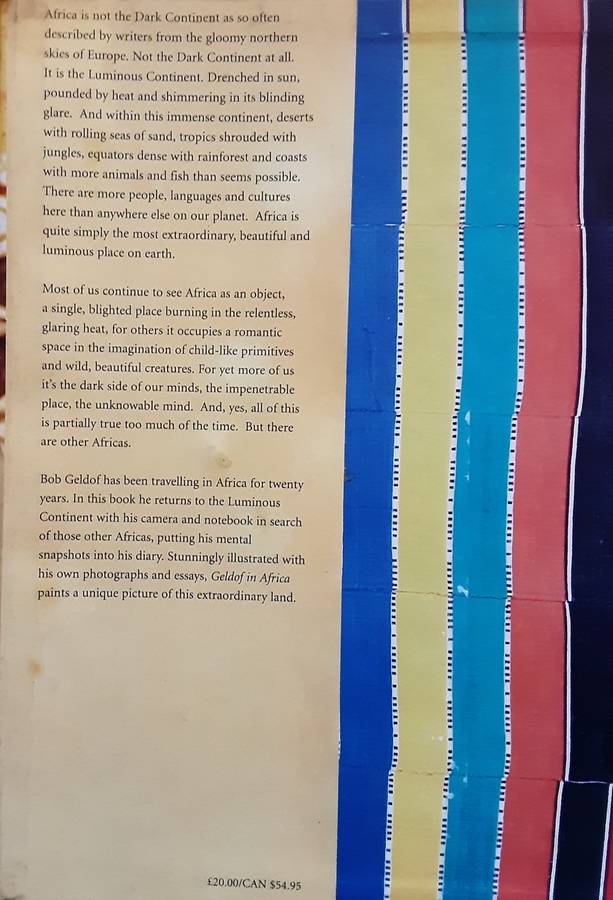 Africa is not the Dark Continent as so often
described by writers from the gloomy northern
skies of Europe. Not the Dark Continent at all.
It is the Luminous Continent. Drenched in sun,
pounded by heat and shimmering in its blinding
glare. And within this immense continent, deserts
with rolling seas of sand, tropics shrouded with
jungles, equators dense with rainforest and coasts
with more animals and fish than seems possible.
There are more people, languages and cultures
here than anywhere else on our planet. Africa is
quite simply the most extraordinary, beautiful and
luminous place on earth.
Most of us continue to see Africa as an object,
a single, blighted place burning in the relentless,
glaring heat, for others it occupies a romantic
space in the imagination of child-like primitives
and wild, beautiful creatures. For yet more of us
it's the dark side of our minds, the impenetrable
place, the unknowable mind. And, yes, all of this
is partially true too much of the time. But there
are other Africas.
Bob Geldof has been travelling in Africa for twenty
years. In this book he returns to the Luminous
Continent with his camera and notebook in search
of those other Africas, putting his mental
snapshots into his diary. Stunningly illustrated with
his own photographs and essays, Geldof in Africa
paints a unique picture of this extraordinary land.
£20.00/CAN $54.95